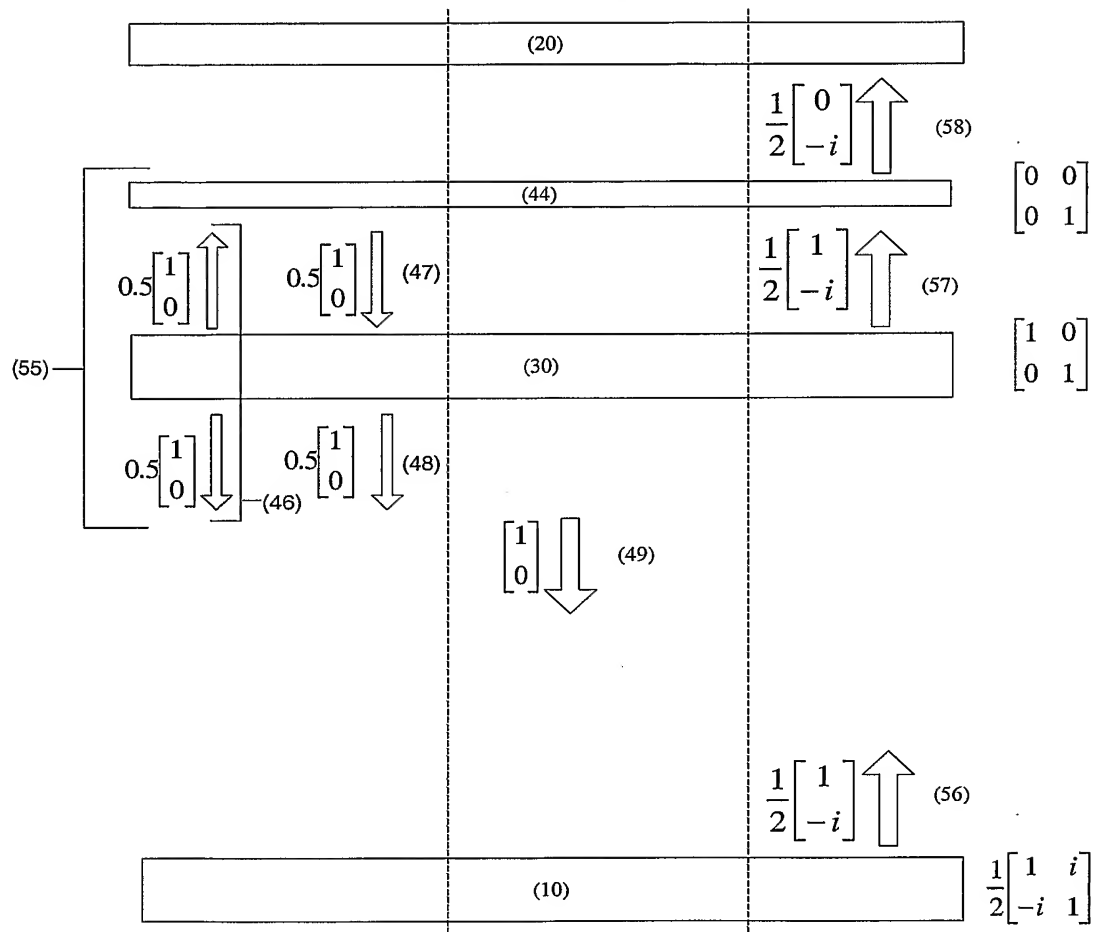 (20)
1/2 [0 -i] (58)
(44)
[0 0 0 1]
0.5 [1 0]
0.5 [1 0] (47)
1/2 [1 -i] (57)
(55)
(30)
[1 0 0 1]
0.5 [1 0] (46)
0.5 [1 0] (48)
[1 0] (49)
1/2 [1 -i] (56)
(10)
1/2 [1 i -i 1]